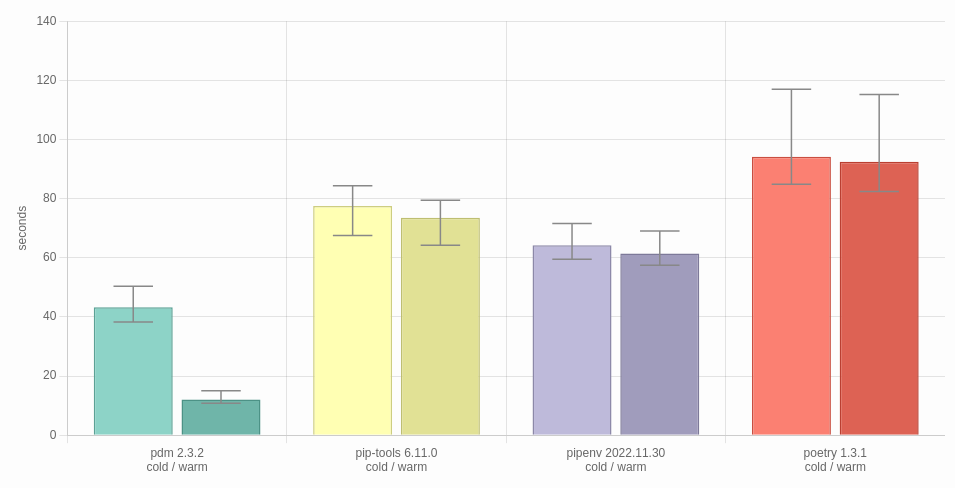 140
120
100
80
60
40
20
0
seconds
pdm 2.3.2
cold / warm
pip-tools 6.11.0
cold / warm
pipenv 2022.11.30
cold / warm
poetry 1.3.1
cold / warm